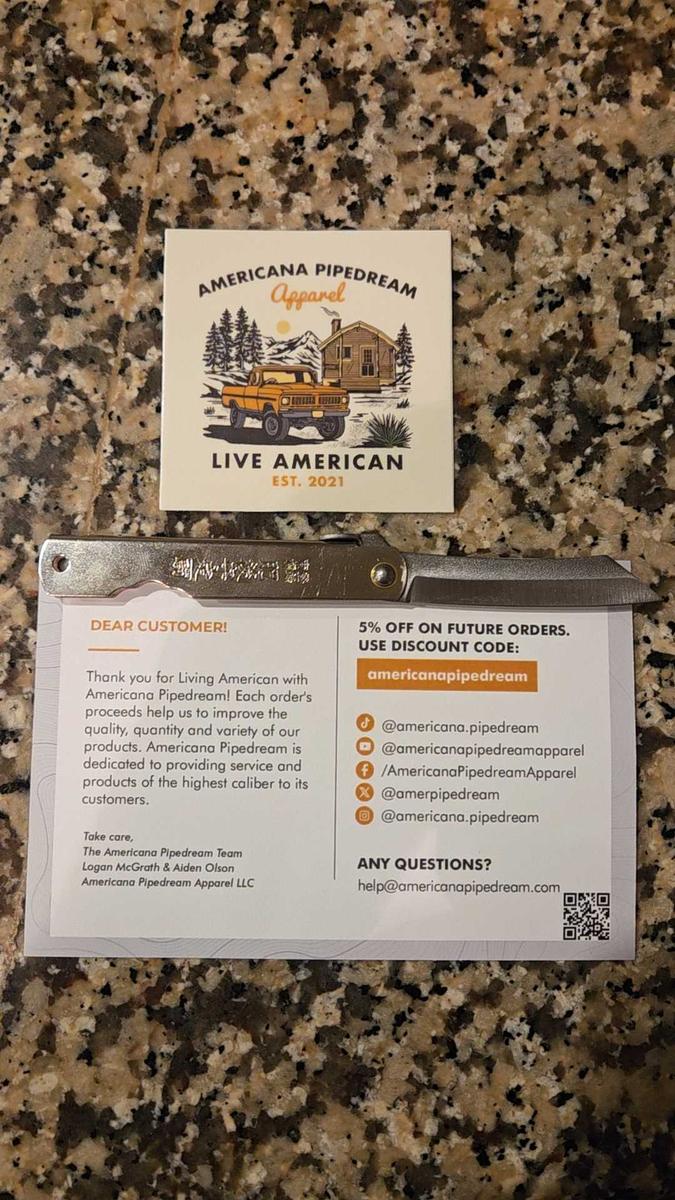 AMERICANA PIPEDREAM
Apparel
LIVE AMERICAN
EST. 2021
DEAR CUSTOMER!
Thank you for Living American with
Americana Pipedream! Each order's
proceeds help us to improve the
quality, quantity and variety of our
products. Americana Pipedream is
dedicated to providing service and
products of the highest caliber to its
customers.
Take care,
The Americana Pipedream Team
Logan McGrath & Aiden Olson
Americana Pipedream Apparel LLC
5% OFF ON FUTURE ORDERS.
USE DISCOUNT CODE:
americanapipedream
@americana.pipedream
@americanapipedreamapparel
/AmericanaPipedreamApparel
@amerpipedream
@americana.pipedream
ANY QUESTIONS?
help@americanapipedream.com